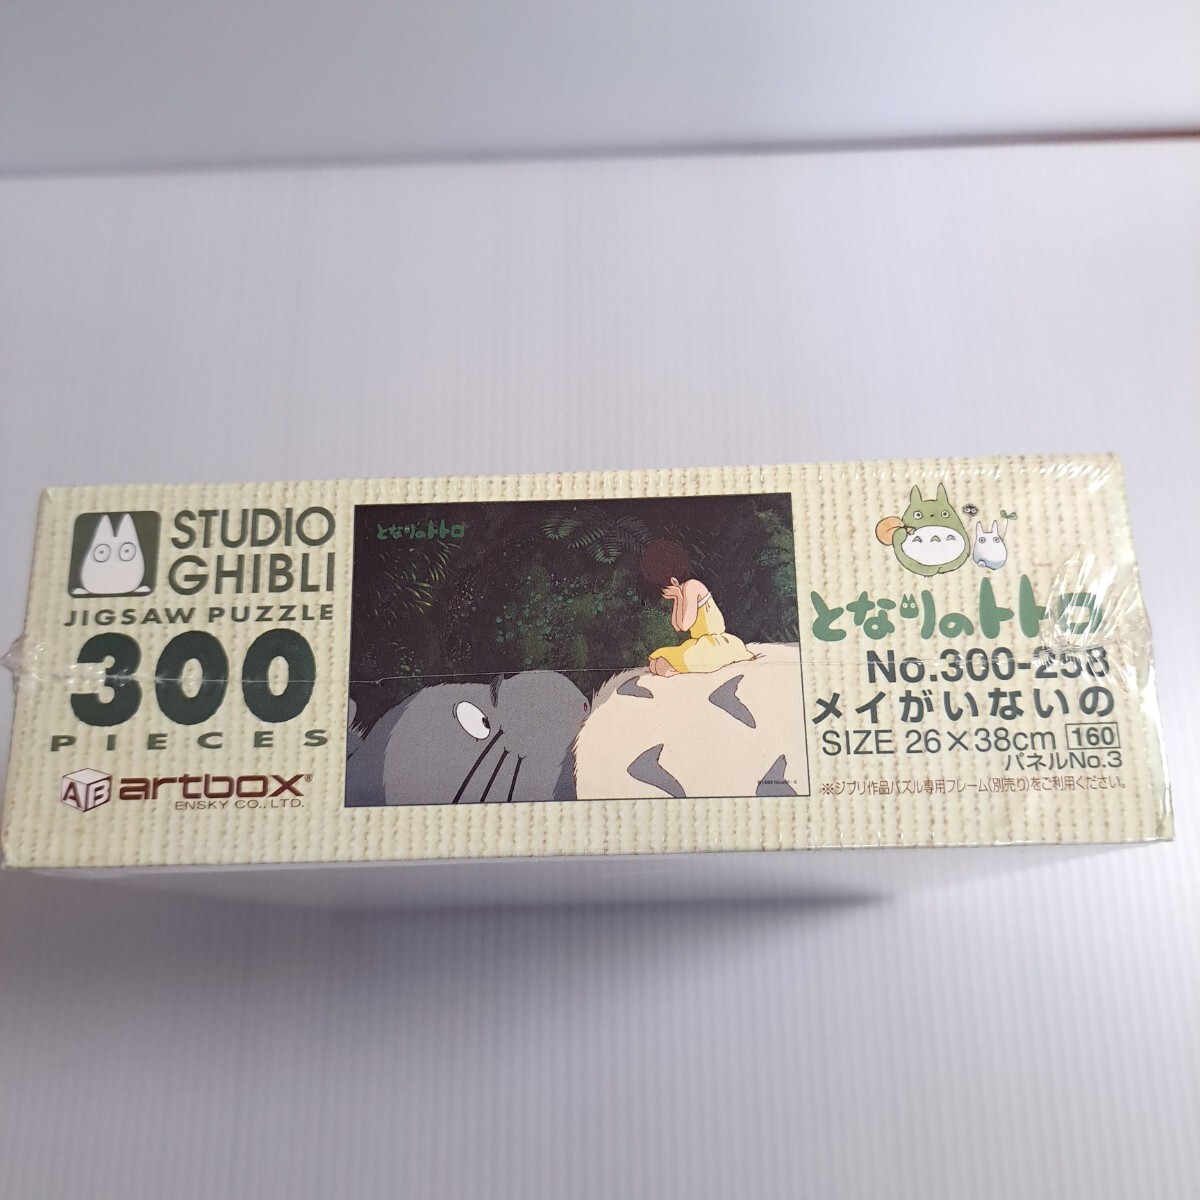 STUDIO
GHIBLI
JIGSAW PUZZLE
300
PIECES
AB artbox®
ENSKY CO., LTD.
となりのトトロ
となりのトトロ
No.300-258
メイがいないの
SIZE 26×38cm 160
パネルNo.3
※ジブリ作品パズル専用フレーム(別売り)をご利用ください。